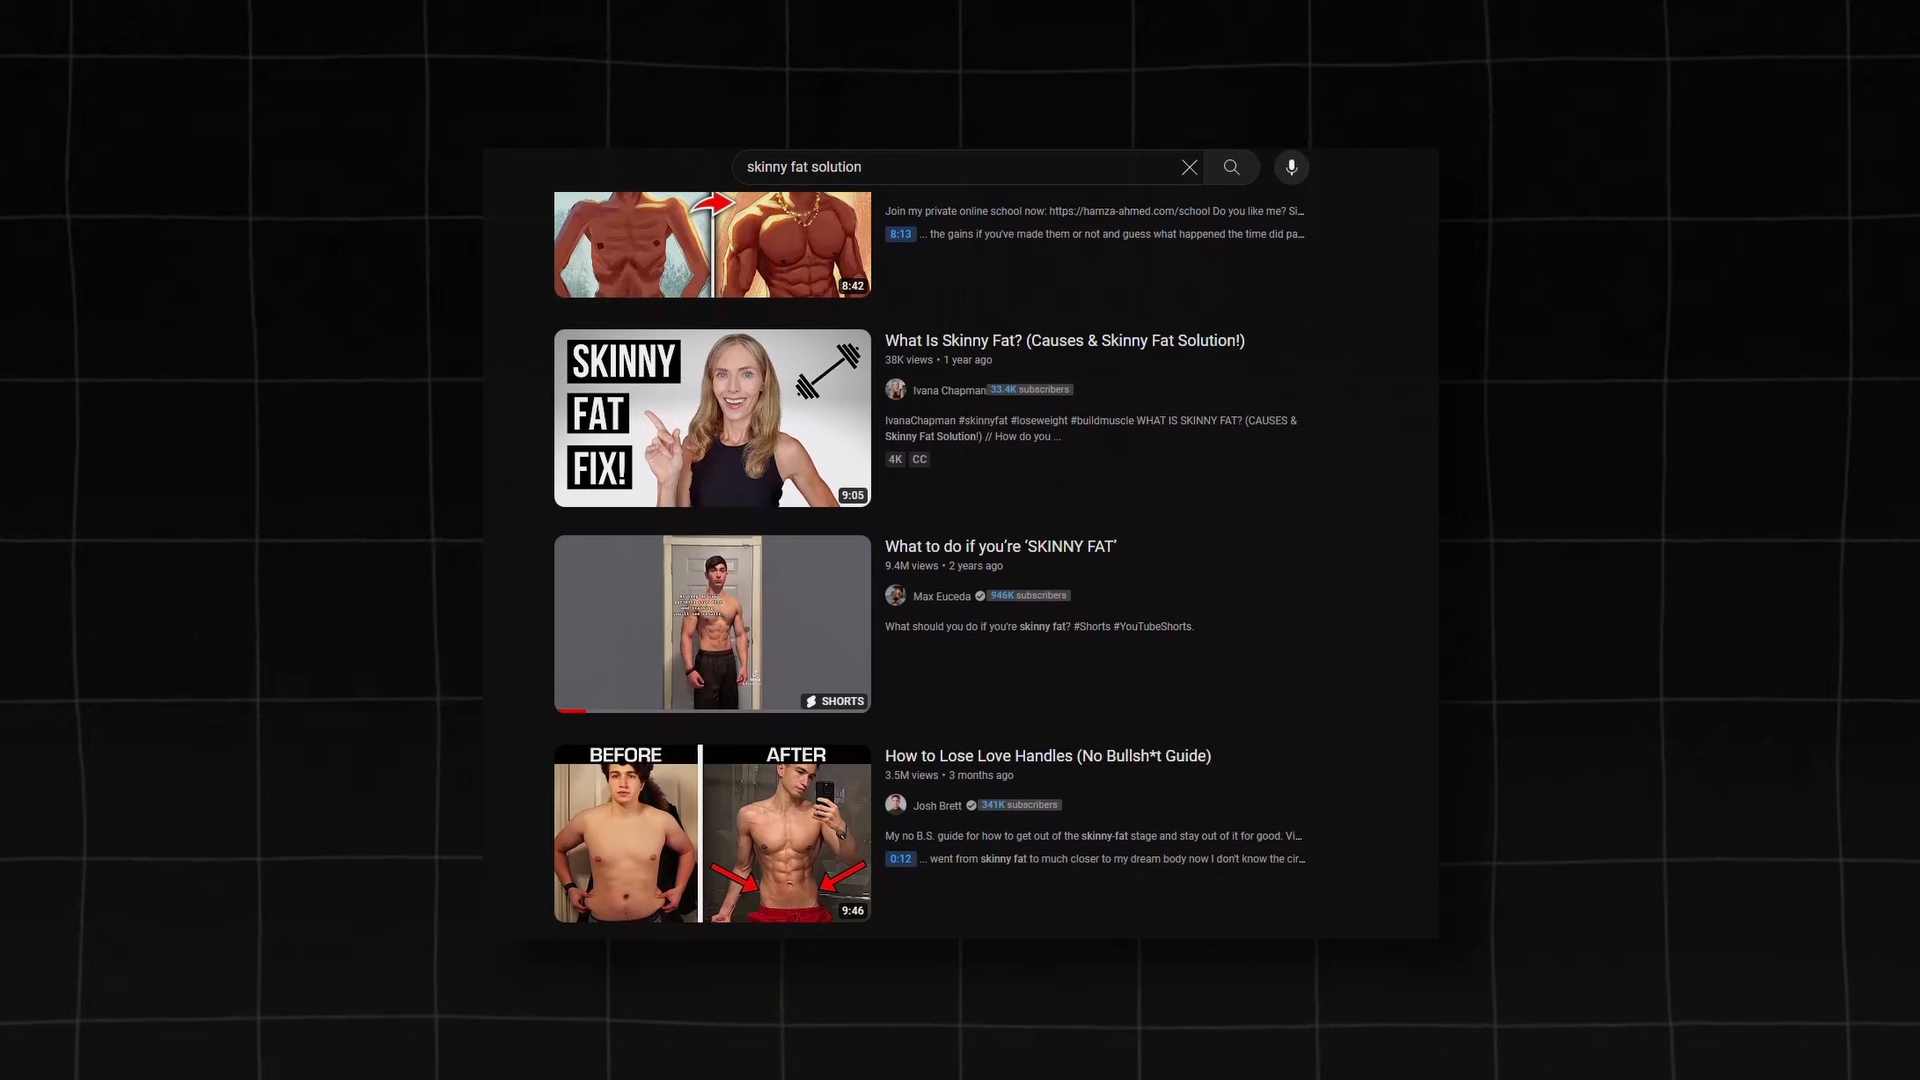 skinny fat solution
Join my private online school now: https://hamza-ahmed.com/school Do you like me? Si...
8:13 ... the gains if you've made them or not and guess what happened the time did pa...
8:42
SKINNY
FAT
FIX!
9:05
What Is Skinny Fat? (Causes & Skinny Fat Solution!)
38K views • 1 year ago
Ivana Chapman 33.4K subscribers
IvanaChapman #skinnyfat #loseweight #buildmuscle WHAT IS SKINNY FAT? (CAUSES &
Skinny Fat Solution!) // How do you ...
4K CC
SHORTS
What to do if you're ‘SKINNY FAT’
9.4M views • 2 years ago
Max Euceda 946K subscribers
What should you do if you're skinny fat? #Shorts #YouTubeShorts.
BEFORE AFTER
9:46
How to Lose Love Handles (No Bullsh*t Guide)
3.5M views • 3 months ago
Josh Brett 341K subscribers
My no B.S. guide for how to get out of the skinny-fat stage and stay out of it for good. Vi...
0:12 ... went from skinny fat to much closer to my dream body now I don't know the cir...